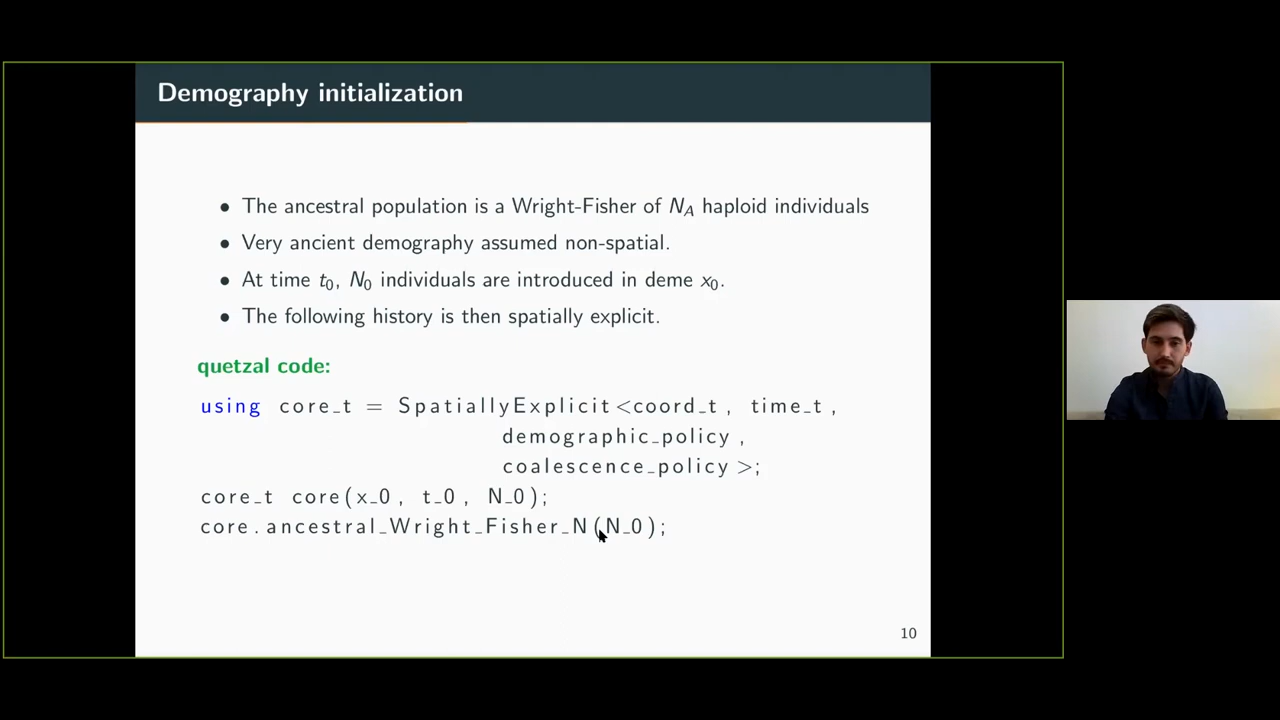 Demography initialization
• The ancestral population is a Wright-Fisher of N_A haploid individuals
• Very ancient demography assumed non-spatial.
• At time t_0, N_0 individuals are introduced in deme x_0.
• The following history is then spatially explicit.
quetzal code:
using core_t = SpatiallyExplicit<coord_t, time_t,
demographic_policy,
coalescence_policy>;
core_t core(x_0, t_0, N_0);
core.ancestral_Wright_Fisher_N(N_0);
10